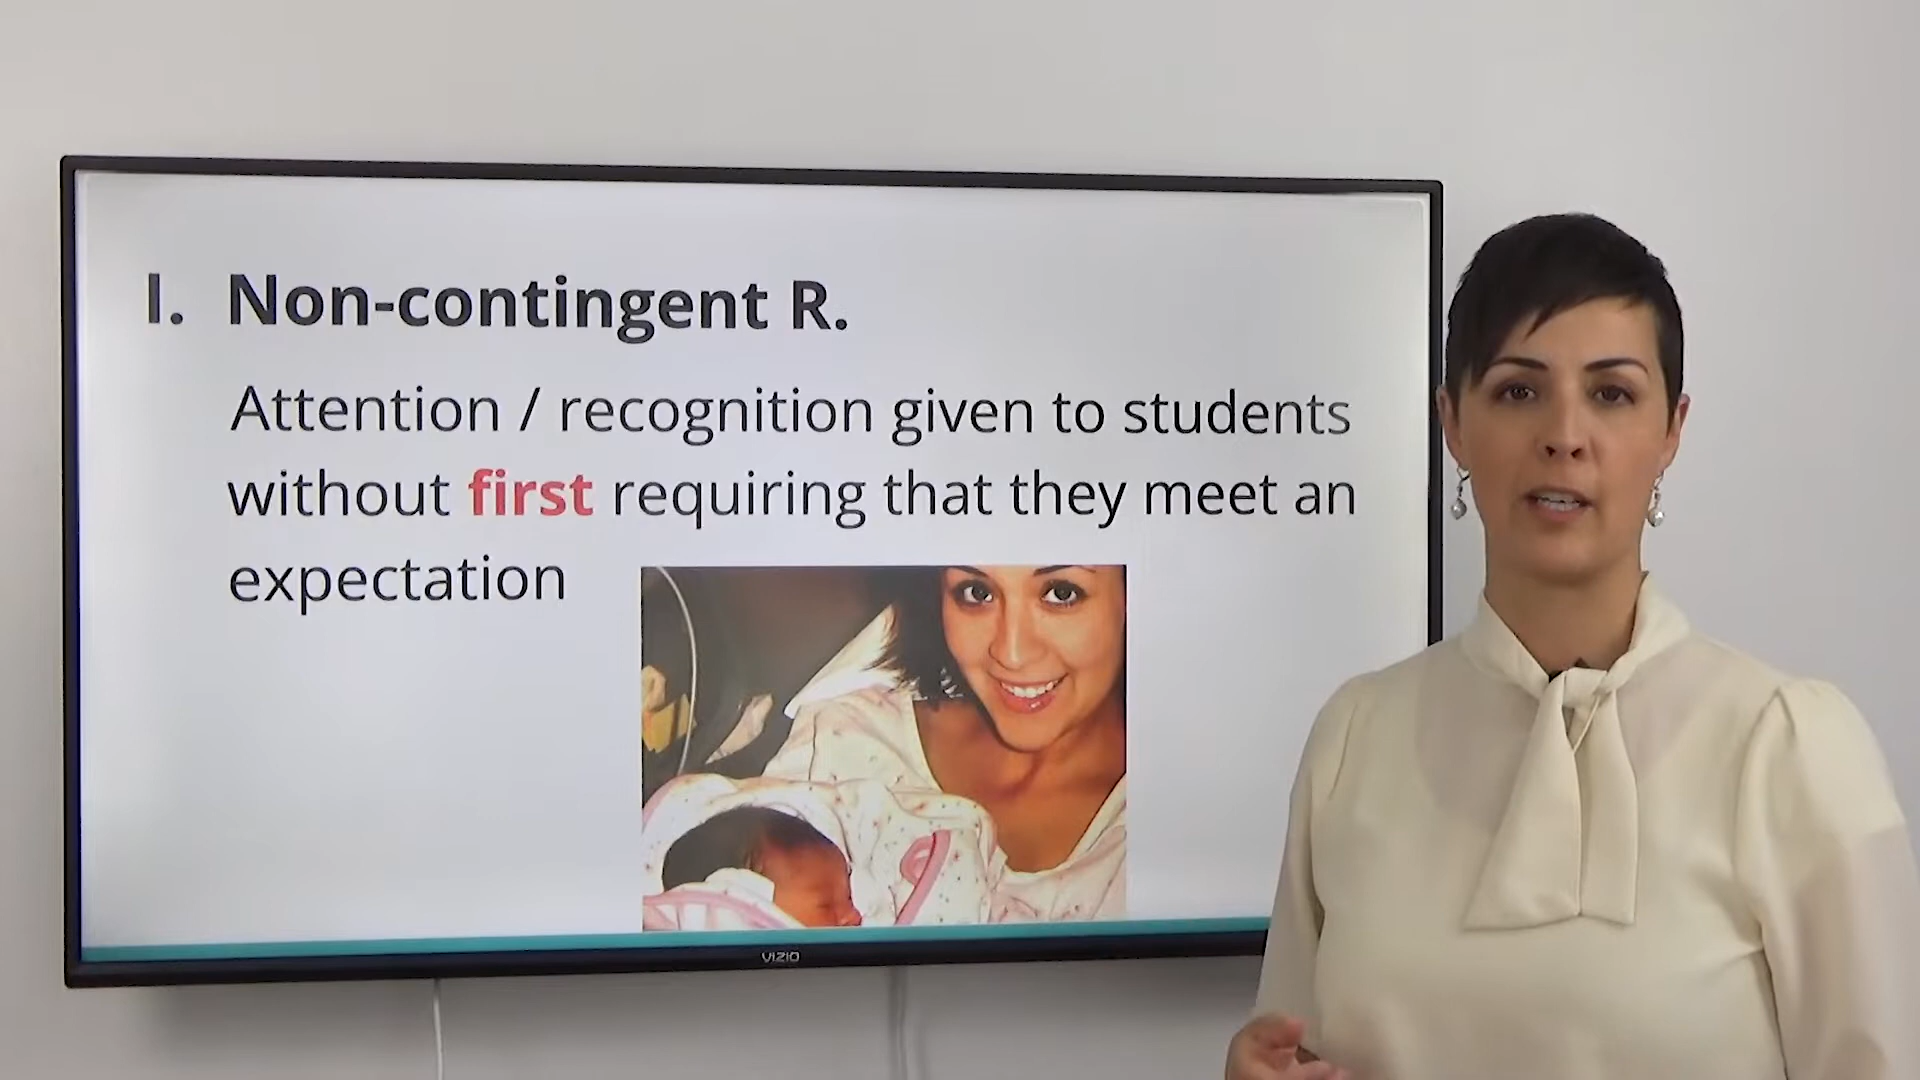 I. Non-contingent R.
Attention / recognition given to students
without first requiring that they meet an
expectation
VIZIO